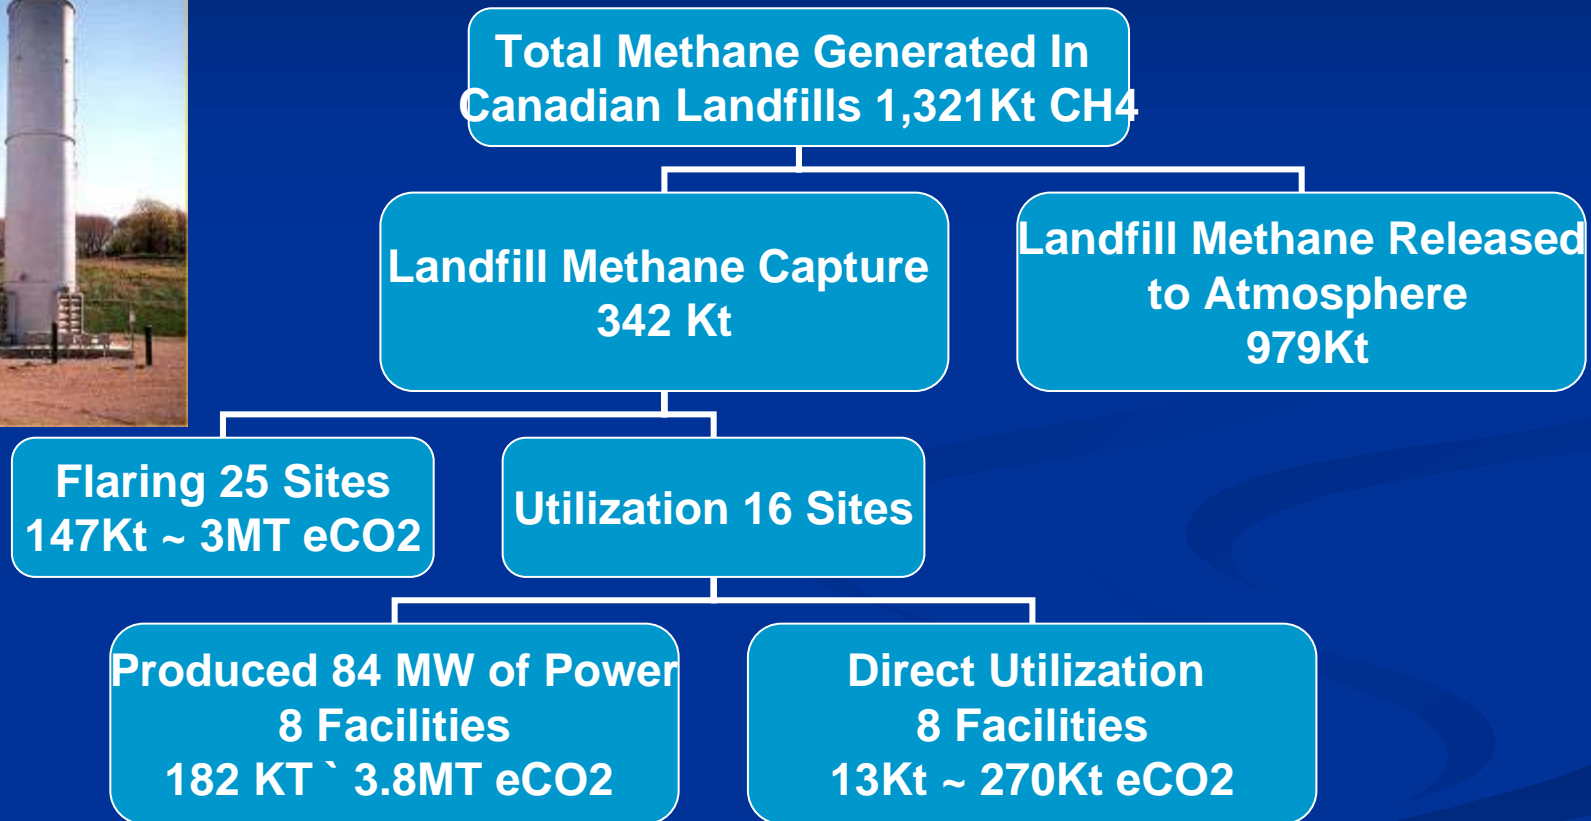 Total Methane Generated In
Canadian Landfills 1,321Kt CH4
Landfill Methane Capture
342 Kt
Landfill Methane Released
to Atmosphere
979Kt
Flaring 25 Sites
147Kt ~ 3MT eCO2
Utilization 16 Sites
Produced 84 MW of Power
8 Facilities
182 KT ` 3.8MT eCO2
Direct Utilization
8 Facilities
13Kt ~ 270Kt eCO2